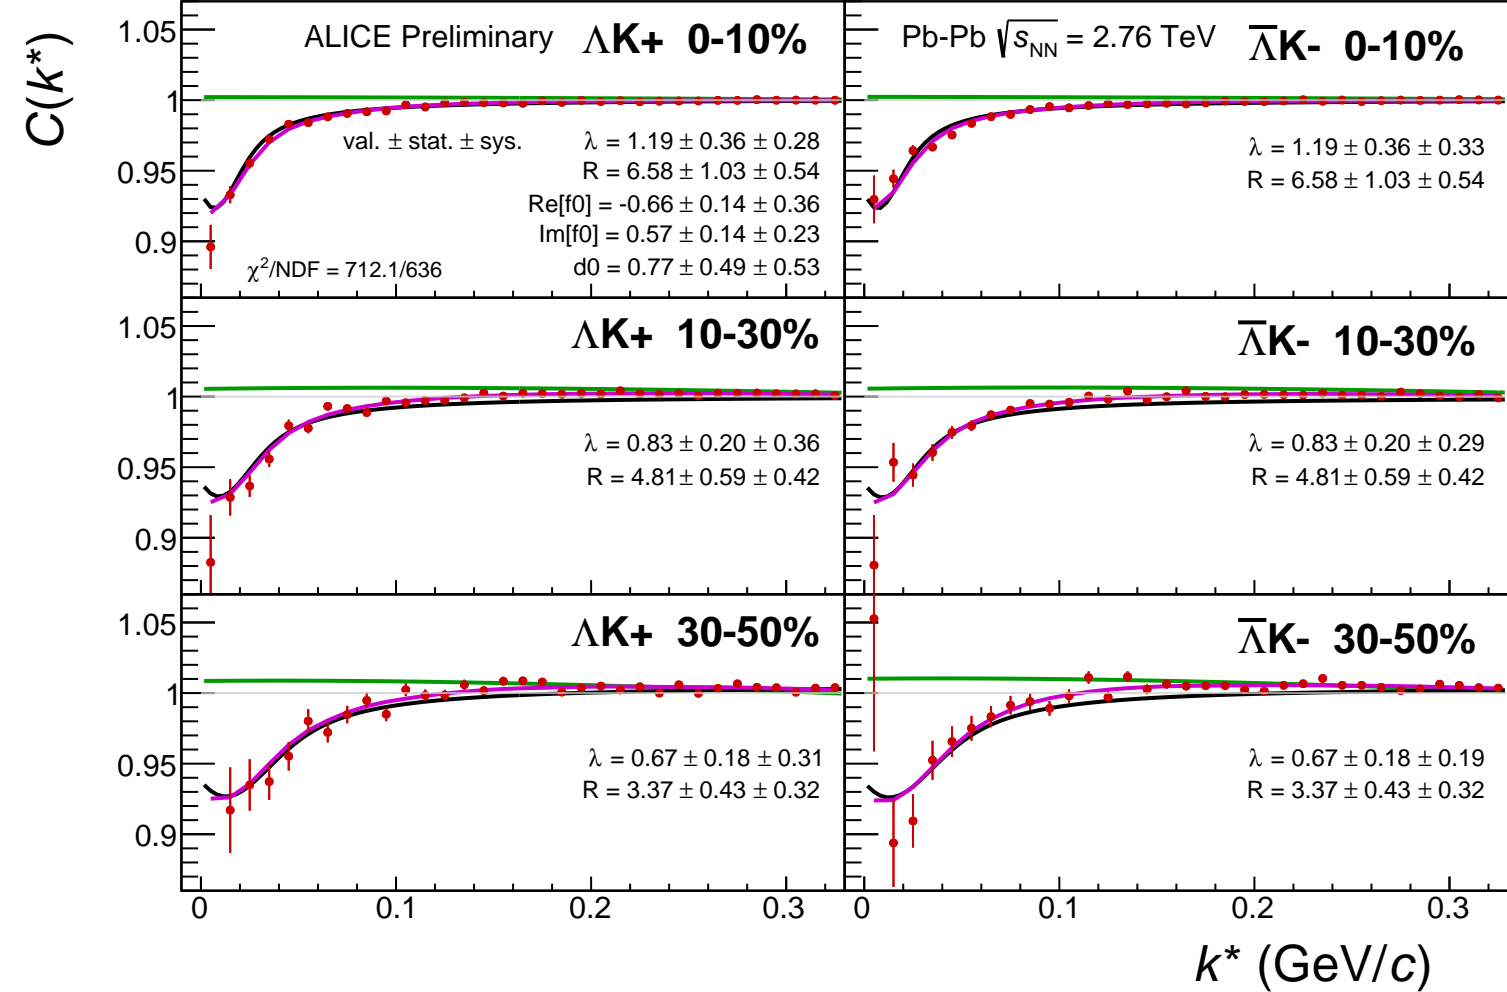 C(k*)
ALICE Preliminary ΛK+ 0-10%
1.05
1
0.95
0.9
val. ± stat. ± sys.
λ = 1.19 ± 0.36 ± 0.28
R = 6.58 ± 1.03 ± 0.54
Re[f0] = -0.66 ± 0.14 ± 0.36
Im[f0] = 0.57 ± 0.14 ± 0.23
d0 = 0.77 ± 0.49 ± 0.53
χ²/NDF = 712.1/636
Pb-Pb √s_NN = 2.76 TeV Λ̅K- 0-10%
λ = 1.19 ± 0.36 ± 0.33
R = 6.58 ± 1.03 ± 0.54
ΛK+ 10-30%
1.05
1
0.95
0.9
λ = 0.83 ± 0.20 ± 0.36
R = 4.81 ± 0.59 ± 0.42
Λ̅K- 10-30%
λ = 0.83 ± 0.20 ± 0.29
R = 4.81 ± 0.59 ± 0.42
ΛK+ 30-50%
1.05
1
0.95
0.9
λ = 0.67 ± 0.18 ± 0.31
R = 3.37 ± 0.43 ± 0.32
Λ̅K- 30-50%
λ = 0.67 ± 0.18 ± 0.19
R = 3.37 ± 0.43 ± 0.32
0 0.1 0.2 0.3 0 0.1 0.2 0.3
k* (GeV/c)